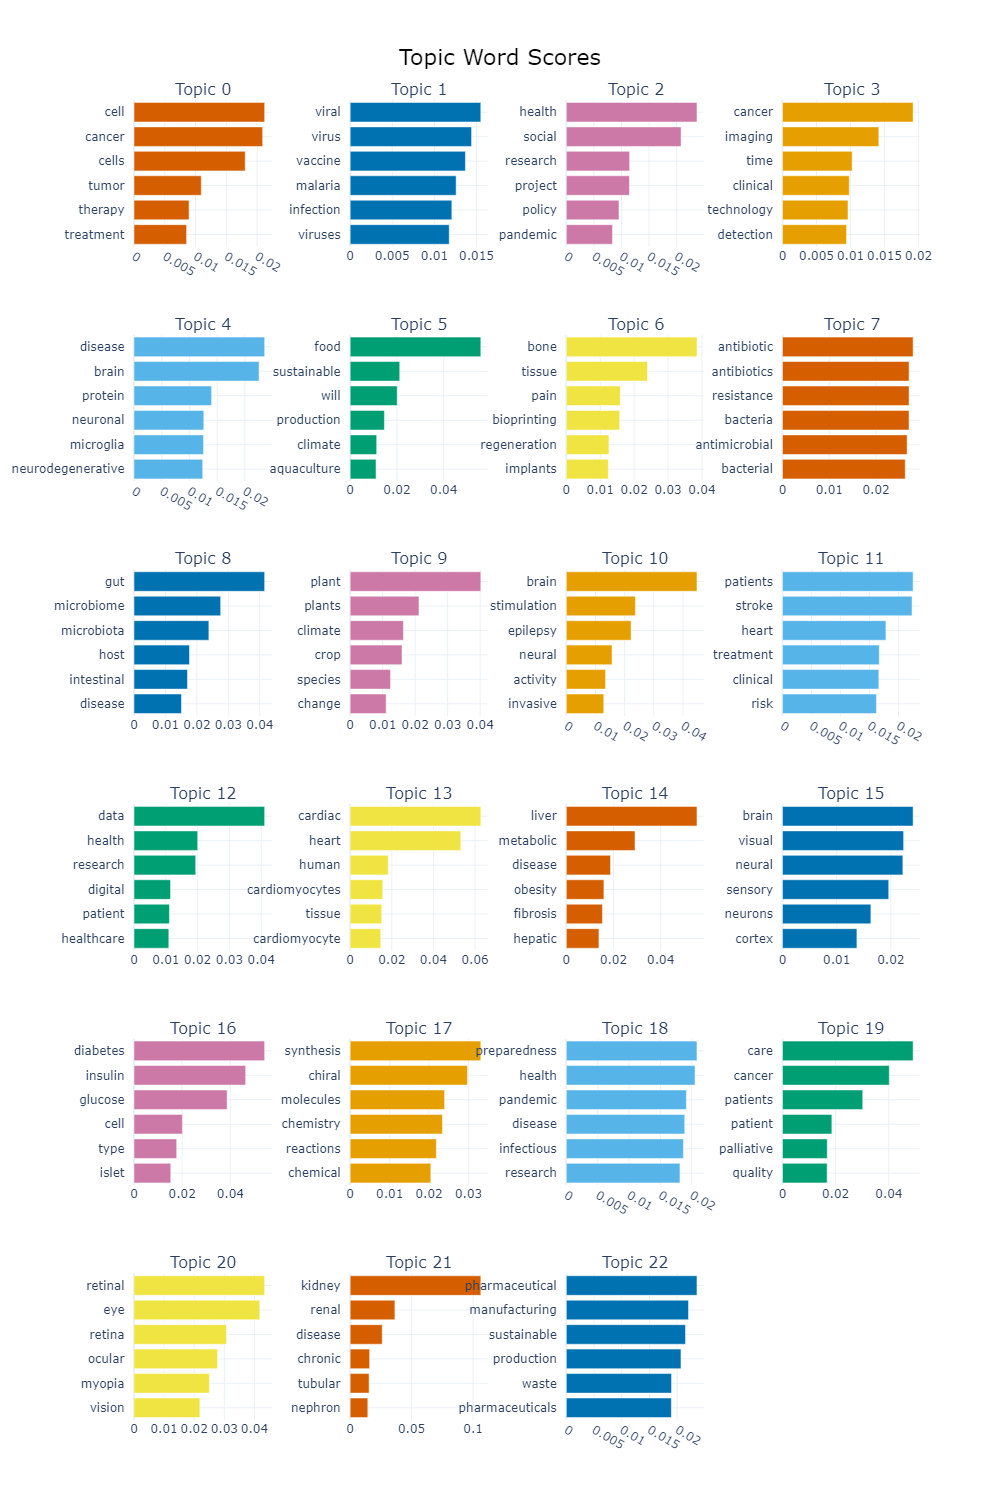 Topic Word Scores
Topic 0
cell
cancer
cells
tumor
therapy
treatment
0 0.005 0.01 0.015 0.02
Topic 1
viral
virus
vaccine
malaria
infection
viruses
0 0.005 0.01 0.015
Topic 2
health
social
research
project
policy
pandemic
0 0.005 0.01 0.015 0.02
Topic 3
cancer
imaging
time
clinical
technology
detection
0 0.005 0.01 0.015 0.02
Topic 4
disease
brain
protein
neuronal
microglia
neurodegenerative
0 0.005 0.01 0.015 0.02
Topic 5
food
sustainable
will
production
climate
aquaculture
0 0.02 0.04
Topic 6
bone
tissue
pain
bioprinting
regeneration
implants
0 0.01 0.02 0.03 0.04
Topic 7
antibiotic
antibiotics
resistance
bacteria
antimicrobial
bacterial
0 0.01 0.02
Topic 8
gut
microbiome
microbiota
host
intestinal
disease
0 0.01 0.02 0.03 0.04
Topic 9
plant
plants
climate
crop
species
change
0 0.01 0.02 0.03 0.04
Topic 10
brain
stimulation
epilepsy
neural
activity
invasive
0 0.01 0.02 0.03 0.04
Topic 11
patients
stroke
heart
treatment
clinical
risk
0 0.005 0.01 0.015 0.02
Topic 12
data
health
research
digital
patient
healthcare
0 0.01 0.02 0.03 0.04
Topic 13
cardiac
heart
human
cardiomyocytes
tissue
cardiomyocyte
0 0.02 0.04 0.06
Topic 14
liver
metabolic
disease
obesity
fibrosis
hepatic
0 0.02 0.04
Topic 15
brain
visual
neural
sensory
neurons
cortex
0 0.01 0.02
Topic 16
diabetes
insulin
glucose
cell
type
islet
0 0.02 0.04
Topic 17
synthesis
chiral
molecules
chemistry
reactions
chemical
0 0.01 0.02 0.03
Topic 18
preparedness
health
pandemic
disease
infectious
research
0 0.005 0.01 0.015 0.02
Topic 19
care
cancer
patients
patient
palliative
quality
0 0.02 0.04
Topic 20
retinal
eye
retina
ocular
myopia
vision
0 0.01 0.02 0.03 0.04
Topic 21
kidney
renal
disease
chronic
tubular
nephron
0 0.05 0.1
Topic 22
pharmaceutical
manufacturing
sustainable
production
waste
pharmaceuticals
0 0.005 0.01 0.015 0.02